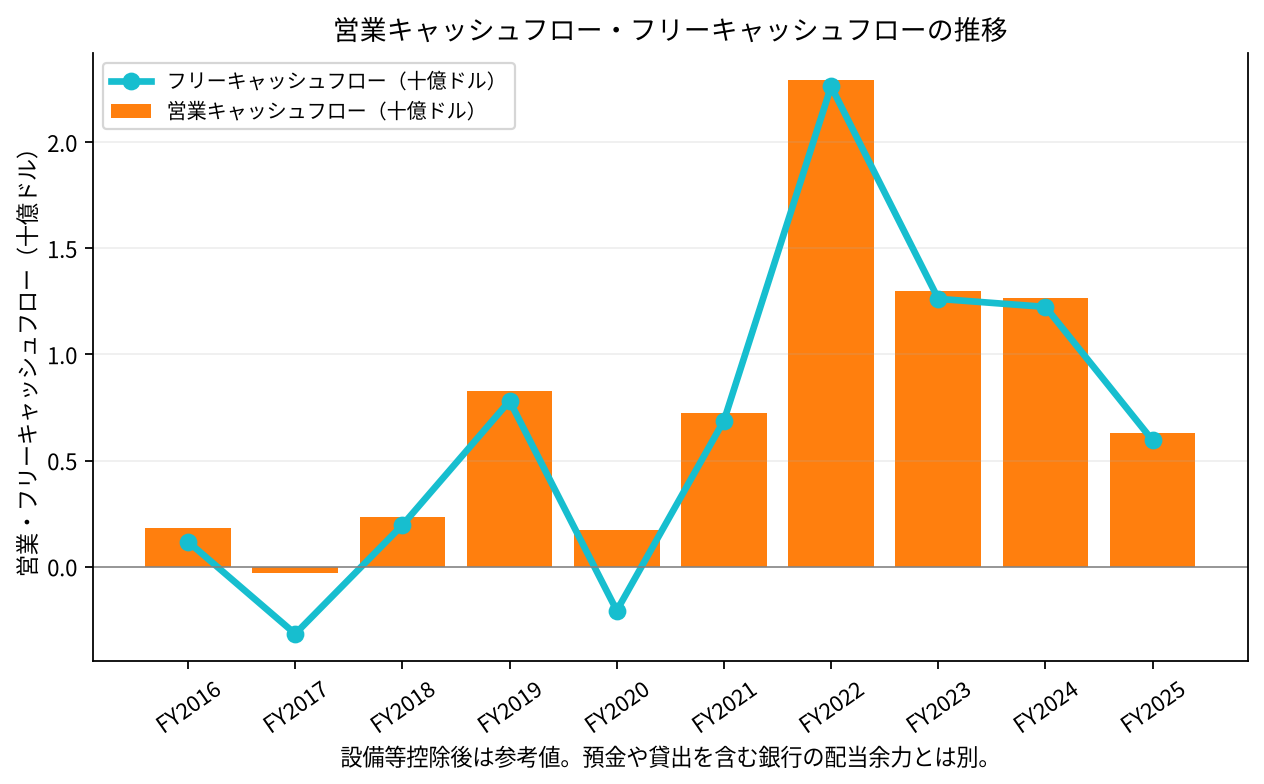 営業キャッシュフロー・フリーキャッシュフローの推移
フリーキャッシュフロー（十億ドル）
営業キャッシュフロー（十億ドル）
営業・フリーキャッシュフロー（十億ドル）
2.0
1.5
1.0
0.5
0.0
FY2016
FY2017
FY2018
FY2019
FY2020
FY2021
FY2022
FY2023
FY2024
FY2025
設備等控除後は参考値。預金や貸出を含む銀行の配当余力とは別。